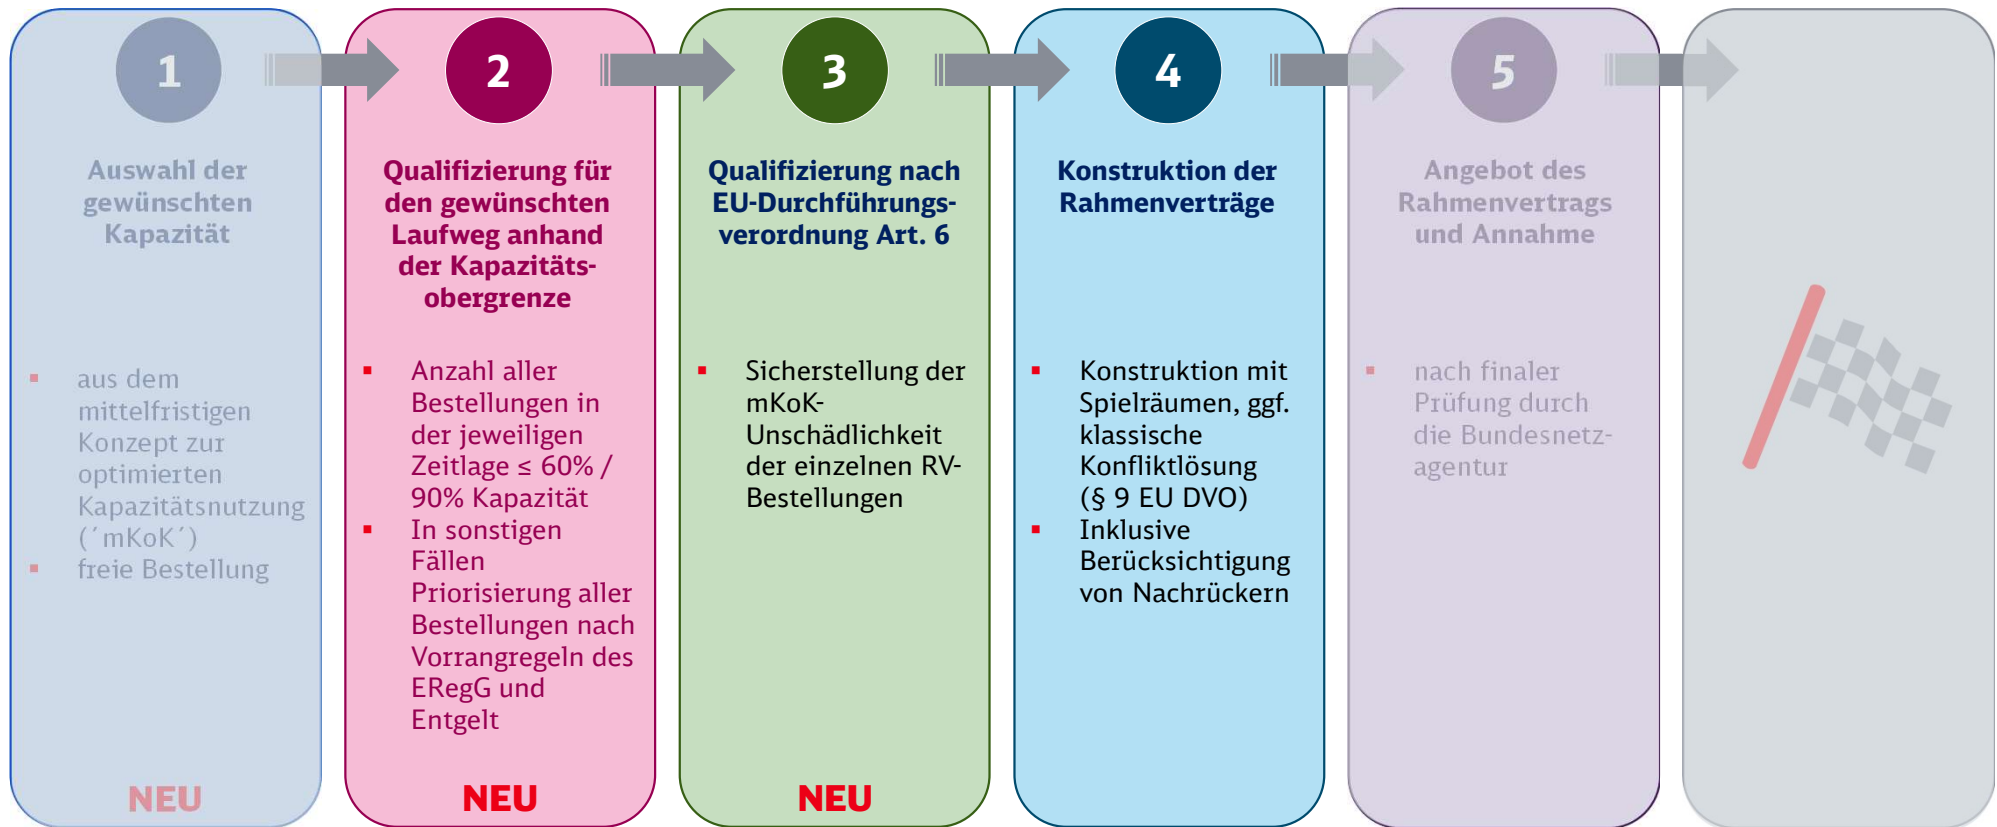 1
Auswahl der
gewünschten
Kapazität
▪ aus dem
mittelfristigen
Konzept zur
optimierten
Kapazitätsnutzung
(´mKoK´)
▪ freie Bestellung
NEU
2
Qualifizierung für
den gewünschten
Laufweg anhand
der Kapazitäts-
obergrenze
▪ Anzahl aller
Bestellungen in
der jeweiligen
Zeitlage ≤ 60% /
90% Kapazität
▪ In sonstigen
Fällen
Priorisierung aller
Bestellungen nach
Vorrangregeln des
ERegG und
Entgelt
NEU
3
Qualifizierung nach
EU-Durchführungs-
verordnung Art. 6
▪ Sicherstellung der
mKoK-
Unschädlichkeit
der einzelnen RV-
Bestellungen
NEU
4
Konstruktion der
Rahmenverträge
▪ Konstruktion mit
Spielräumen, ggf.
klassische
Konfliktlösung
(§ 9 EU DVO)
▪ Inklusive
Berücksichtigung
von Nachrückern
5
Angebot des
Rahmenvertrags
und Annahme
▪ nach finaler
Prüfung durch
die Bundesnetz-
agentur